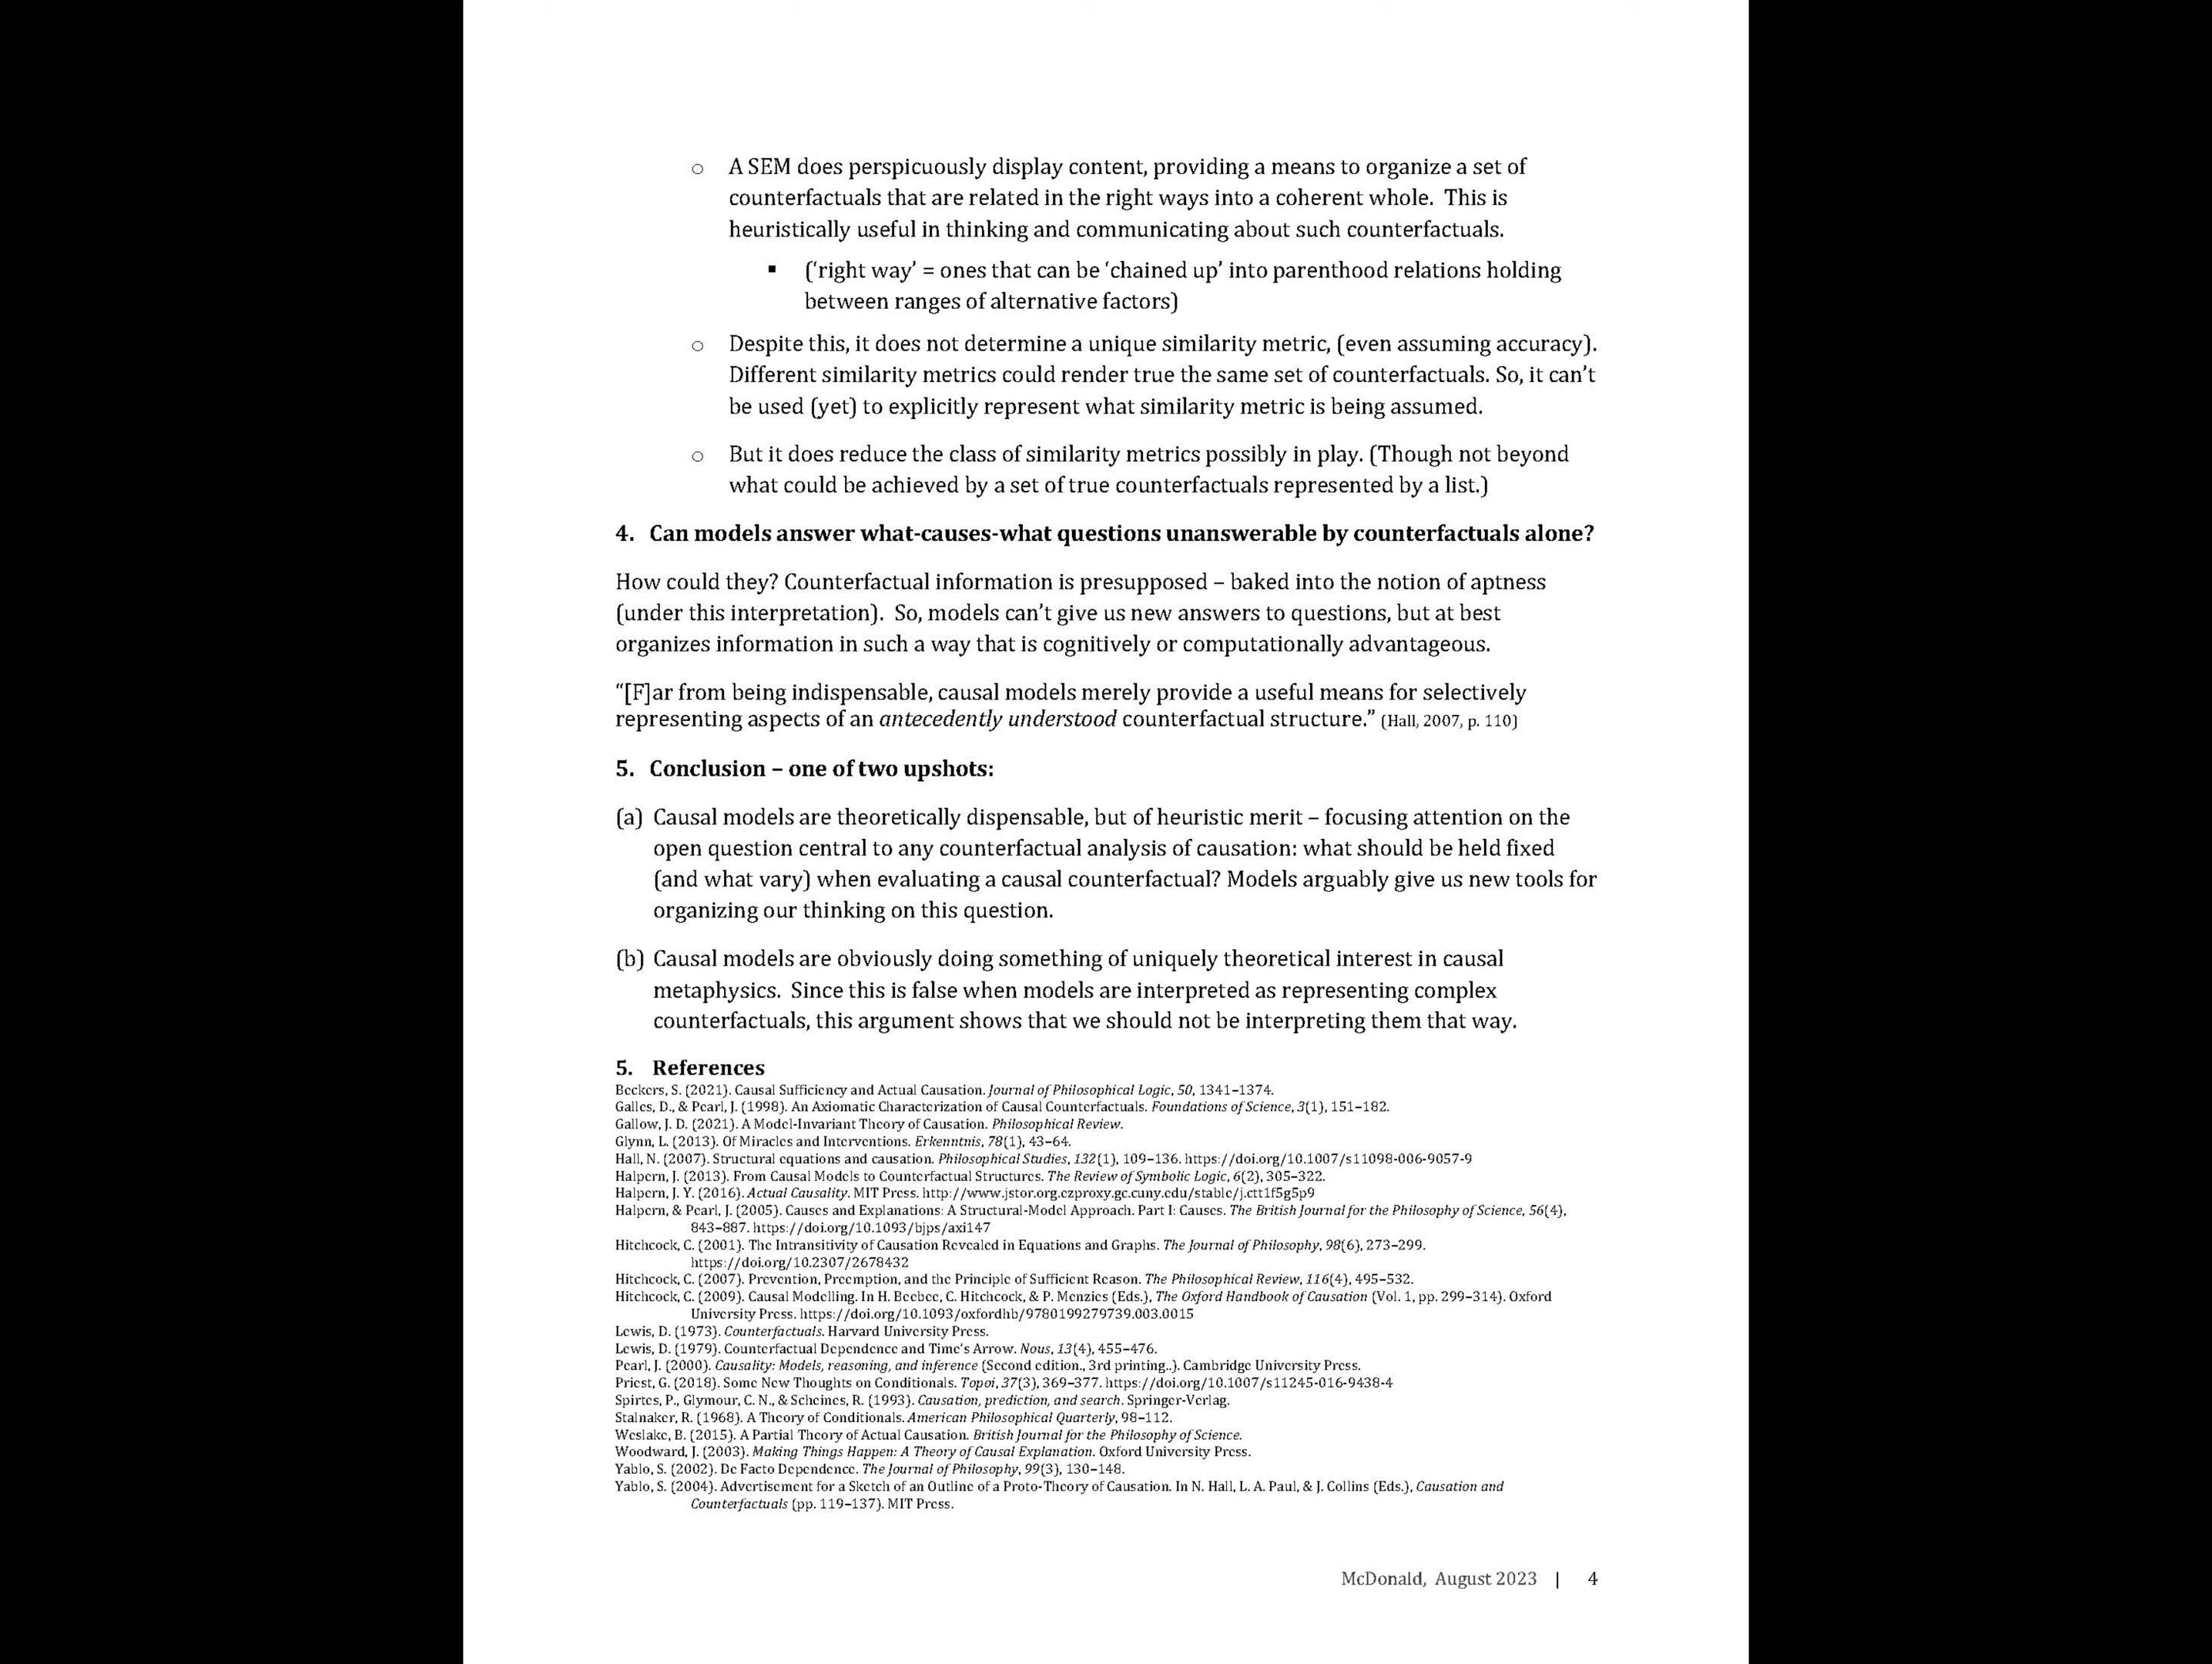 ○ A SEM does perspicuously display content, providing a means to organize a set of
counterfactuals that are related in the right ways into a coherent whole.  This is
heuristically useful in thinking and communicating about such counterfactuals.
▪ (‘right way’ = ones that can be ‘chained up’ into parenthood relations holding
between ranges of alternative factors)
○ Despite this, it does not determine a unique similarity metric, (even assuming accuracy).
Different similarity metrics could render true the same set of counterfactuals. So, it can’t
be used (yet) to explicitly represent what similarity metric is being assumed.
○ But it does reduce the class of similarity metrics possibly in play. (Though not beyond
what could be achieved by a set of true counterfactuals represented by a list.)
4. Can models answer what-causes-what questions unanswerable by counterfactuals alone?
How could they? Counterfactual information is presupposed – baked into the notion of aptness
(under this interpretation).  So, models can’t give us new answers to questions, but at best
organizes information in such a way that is cognitively or computationally advantageous.
“[F]ar from being indispensable, causal models merely provide a useful means for selectively
representing aspects of an antecedently understood counterfactual structure.” (Hall, 2007, p. 110)
5. Conclusion – one of two upshots:
(a) Causal models are theoretically dispensable, but of heuristic merit – focusing attention on the
open question central to any counterfactual analysis of causation: what should be held fixed
(and what vary) when evaluating a causal counterfactual? Models arguably give us new tools for
organizing our thinking on this question.
(b) Causal models are obviously doing something of uniquely theoretical interest in causal
metaphysics.  Since this is false when models are interpreted as representing complex
counterfactuals, this argument shows that we should not be interpreting them that way.
5. References
Beckers, S. (2021). Causal Sufficiency and Actual Causation. Journal of Philosophical Logic, 50, 1341–1374.
Galles, D., & Pearl, J. (1998). An Axiomatic Characterization of Causal Counterfactuals. Foundations of Science, 3(1), 151–182.
Gallow, J. D. (2021). A Model-Invariant Theory of Causation. Philosophical Review.
Glynn, L. (2013). Of Miracles and Interventions. Erkenntnis, 78(1), 43–64.
Hall, N. (2007). Structural equations and causation. Philosophical Studies, 132(1), 109–136. https://doi.org/10.1007/s11098-006-9057-9
Halpern, J. (2013). From Causal Models to Counterfactual Structures. The Review of Symbolic Logic, 6(2), 305–322.
Halpern, J. Y. (2016). Actual Causality. MIT Press. http://www.jstor.org.ezproxy.gc.cuny.edu/stable/j.ctt1f5g5p9
Halpern, & Pearl, J. (2005). Causes and Explanations: A Structural-Model Approach. Part I: Causes. The British Journal for the Philosophy of Science, 56(4),
843–887. https://doi.org/10.1093/bjps/axi147
Hitchcock, C. (2001). The Intransitivity of Causation Revealed in Equations and Graphs. The Journal of Philosophy, 98(6), 273–299.
https://doi.org/10.2307/2678432
Hitchcock, C. (2007). Prevention, Preemption, and the Principle of Sufficient Reason. The Philosophical Review, 116(4), 495–532.
Hitchcock, C. (2009). Causal Modelling. In H. Beebee, C. Hitchcock, & P. Menzies (Eds.), The Oxford Handbook of Causation (Vol. 1, pp. 299–314). Oxford
University Press. https://doi.org/10.1093/oxfordhb/9780199279739.003.0015
Lewis, D. (1973). Counterfactuals. Harvard University Press.
Lewis, D. (1979). Counterfactual Dependence and Time’s Arrow. Nous, 13(4), 455–476.
Pearl, J. (2000). Causality: Models, reasoning, and inference (Second edition., 3rd printing..). Cambridge University Press.
Priest, G. (2018). Some New Thoughts on Conditionals. Topoi, 37(3), 369–377. https://doi.org/10.1007/s11245-016-9438-4
Spirtes, P., Glymour, C. N., & Scheines, R. (1993). Causation, prediction, and search. Springer-Verlag.
Stalnaker, R. (1968). A Theory of Conditionals. American Philosophical Quarterly, 98–112.
Weslake, B. (2015). A Partial Theory of Actual Causation. British Journal for the Philosophy of Science.
Woodward, J. (2003). Making Things Happen: A Theory of Causal Explanation. Oxford University Press.
Yablo, S. (2002). De Facto Dependence. The Journal of Philosophy, 99(3), 130–148.
Yablo, S. (2004). Advertisement for a Sketch of an Outline of a Proto-Theory of Causation. In N. Hall, L. A. Paul, & J. Collins (Eds.), Causation and
Counterfactuals (pp. 119–137). MIT Press.
McDonald, August 2023 | 4